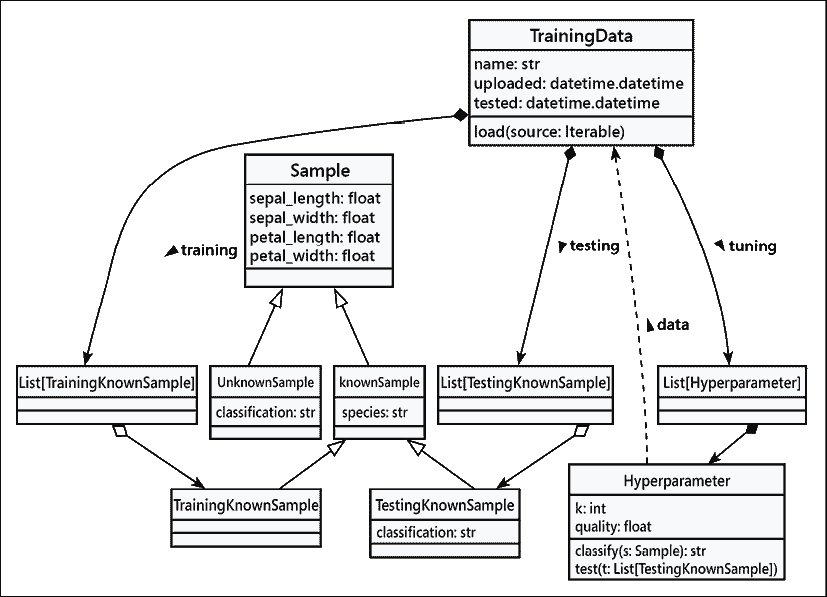 TrainingData
name: str
uploaded: datetime.datetime
tested: datetime.datetime
load(source: Iterable)
Sample
sepal_length: float
sepal_width: float
petal_length: float
petal_width: float
training
testing
tuning
data
List[TrainingKnownSample]
UnknownSample
classification: str
knownSample
species: str
List[TestingKnownSample]
List[Hyperparameter]
TrainingKnownSample
TestingKnownSample
classification: str
Hyperparameter
k: int
quality: float
classify(s: Sample): str
test(t: List[TestingKnownSample])